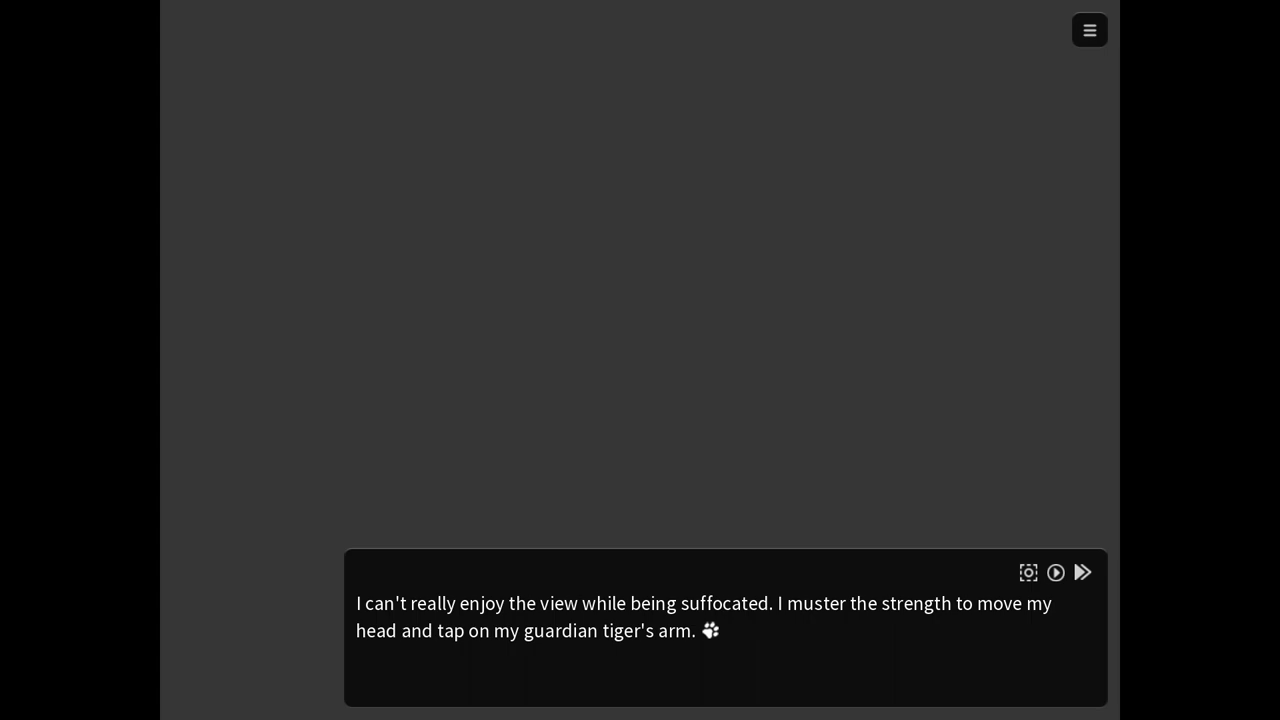 I can't really enjoy the view while being suffocated. I muster the strength to move my
head and tap on my guardian tiger's arm.